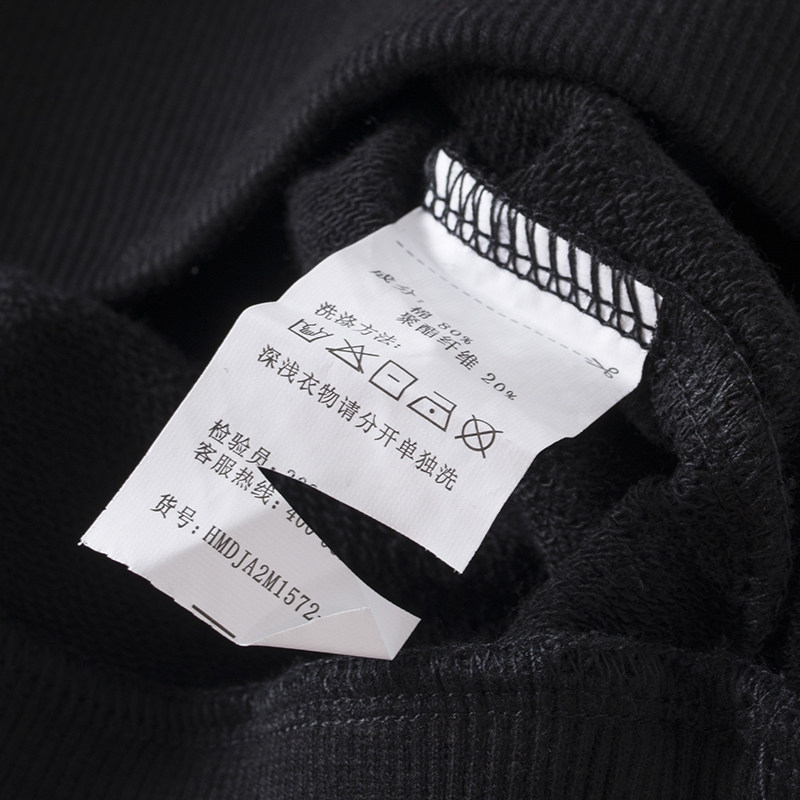 成分: 棉 80%
聚酯纤维 20%
洗涤方法:
深浅衣物请分开单独洗
检验员:
客服热线: 400
货号: HMDJA2M1572